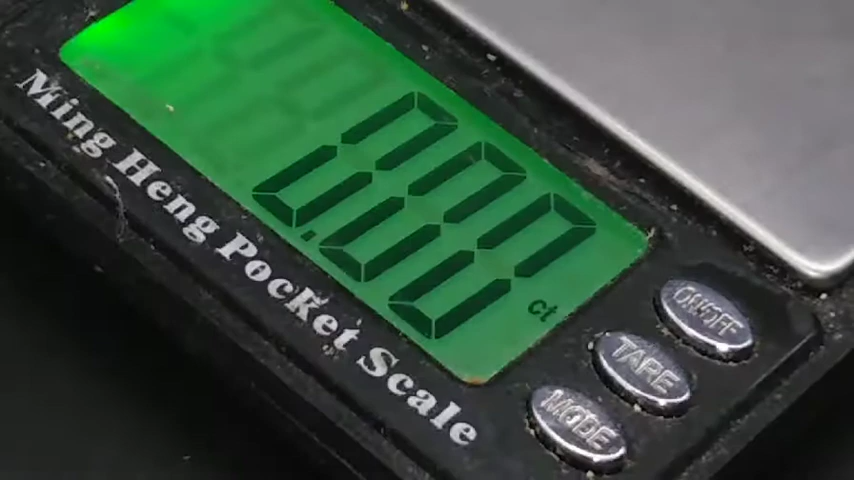 0.00
ct
Ming Heng Pocket Scale
ON/OFF
TARE
MODE